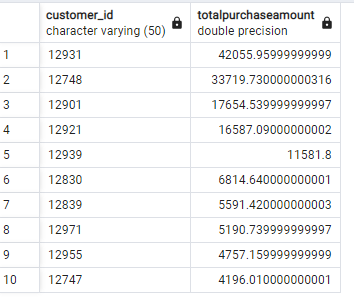 customer_id totalpurchaseamount
character varying (50) double precision
1 12931 42055.95999999999
2 12748 33719.730000000316
3 12901 17654.539999999997
4 12921 16587.09000000002
5 12939 11581.8
6 12830 6814.640000000001
7 12839 5591.420000000003
8 12971 5190.739999999997
9 12955 4757.159999999999
10 12747 4196.010000000001